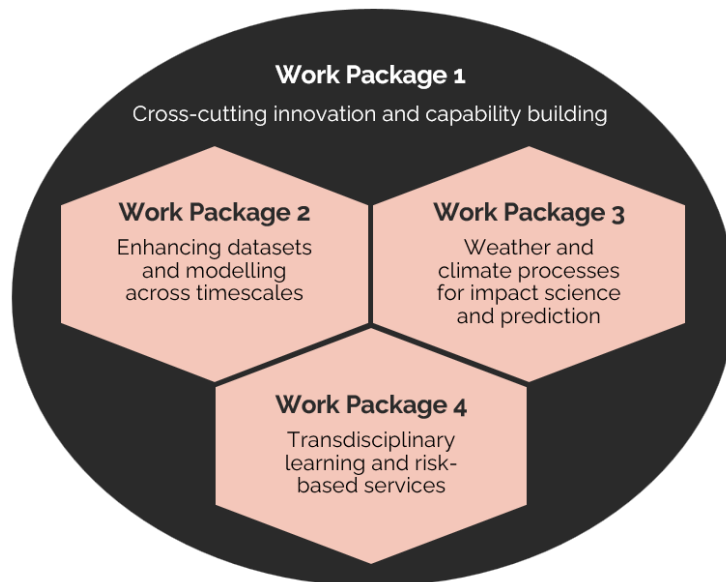 Work Package 1
Cross-cutting innovation and capability building
Work Package 2
Enhancing datasets
and modelling
across timescales
Work Package 3
Weather and
climate processes
for impact science
and prediction
Work Package 4
Transdisciplinary
learning and risk-
based services